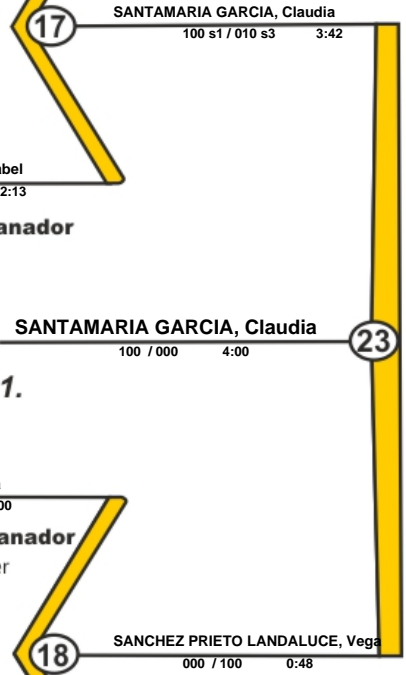 SANTAMARIA GARCIA, Claudia
17
100 s1 / 010 s3 3:42
abel
2:13
anador
SANTAMARIA GARCIA, Claudia
23
100 / 000 4:00
1.
00
anador
er
SANCHEZ PRIETO LANDALUCE, Vega
18
000 / 100 0:48